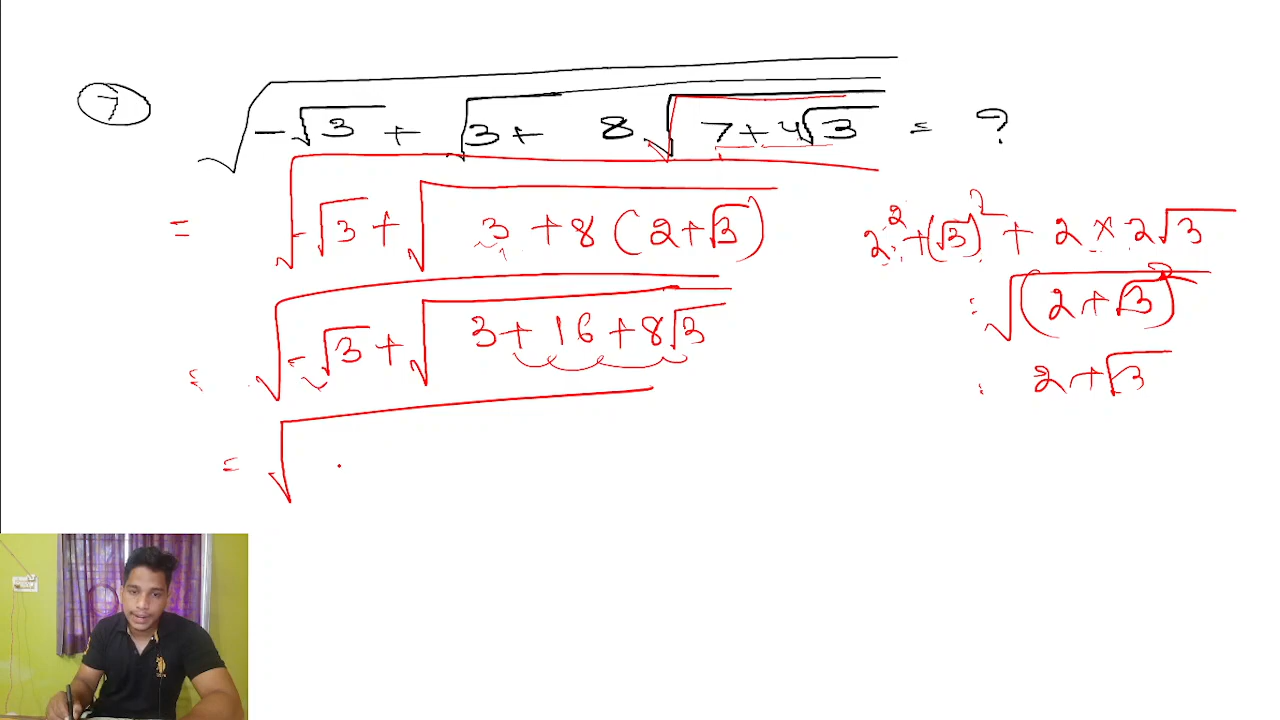 7
√(-√3 + √(3 + 8√(7+4√3))) = ?
= √(-√3 + √(3 + 8(2+√3)))
= √(-√3 + √(3 + 16 + 8√3))
= √
2² + (√3)² + 2 × 2√3
= √(2+√3)²
= 2+√3